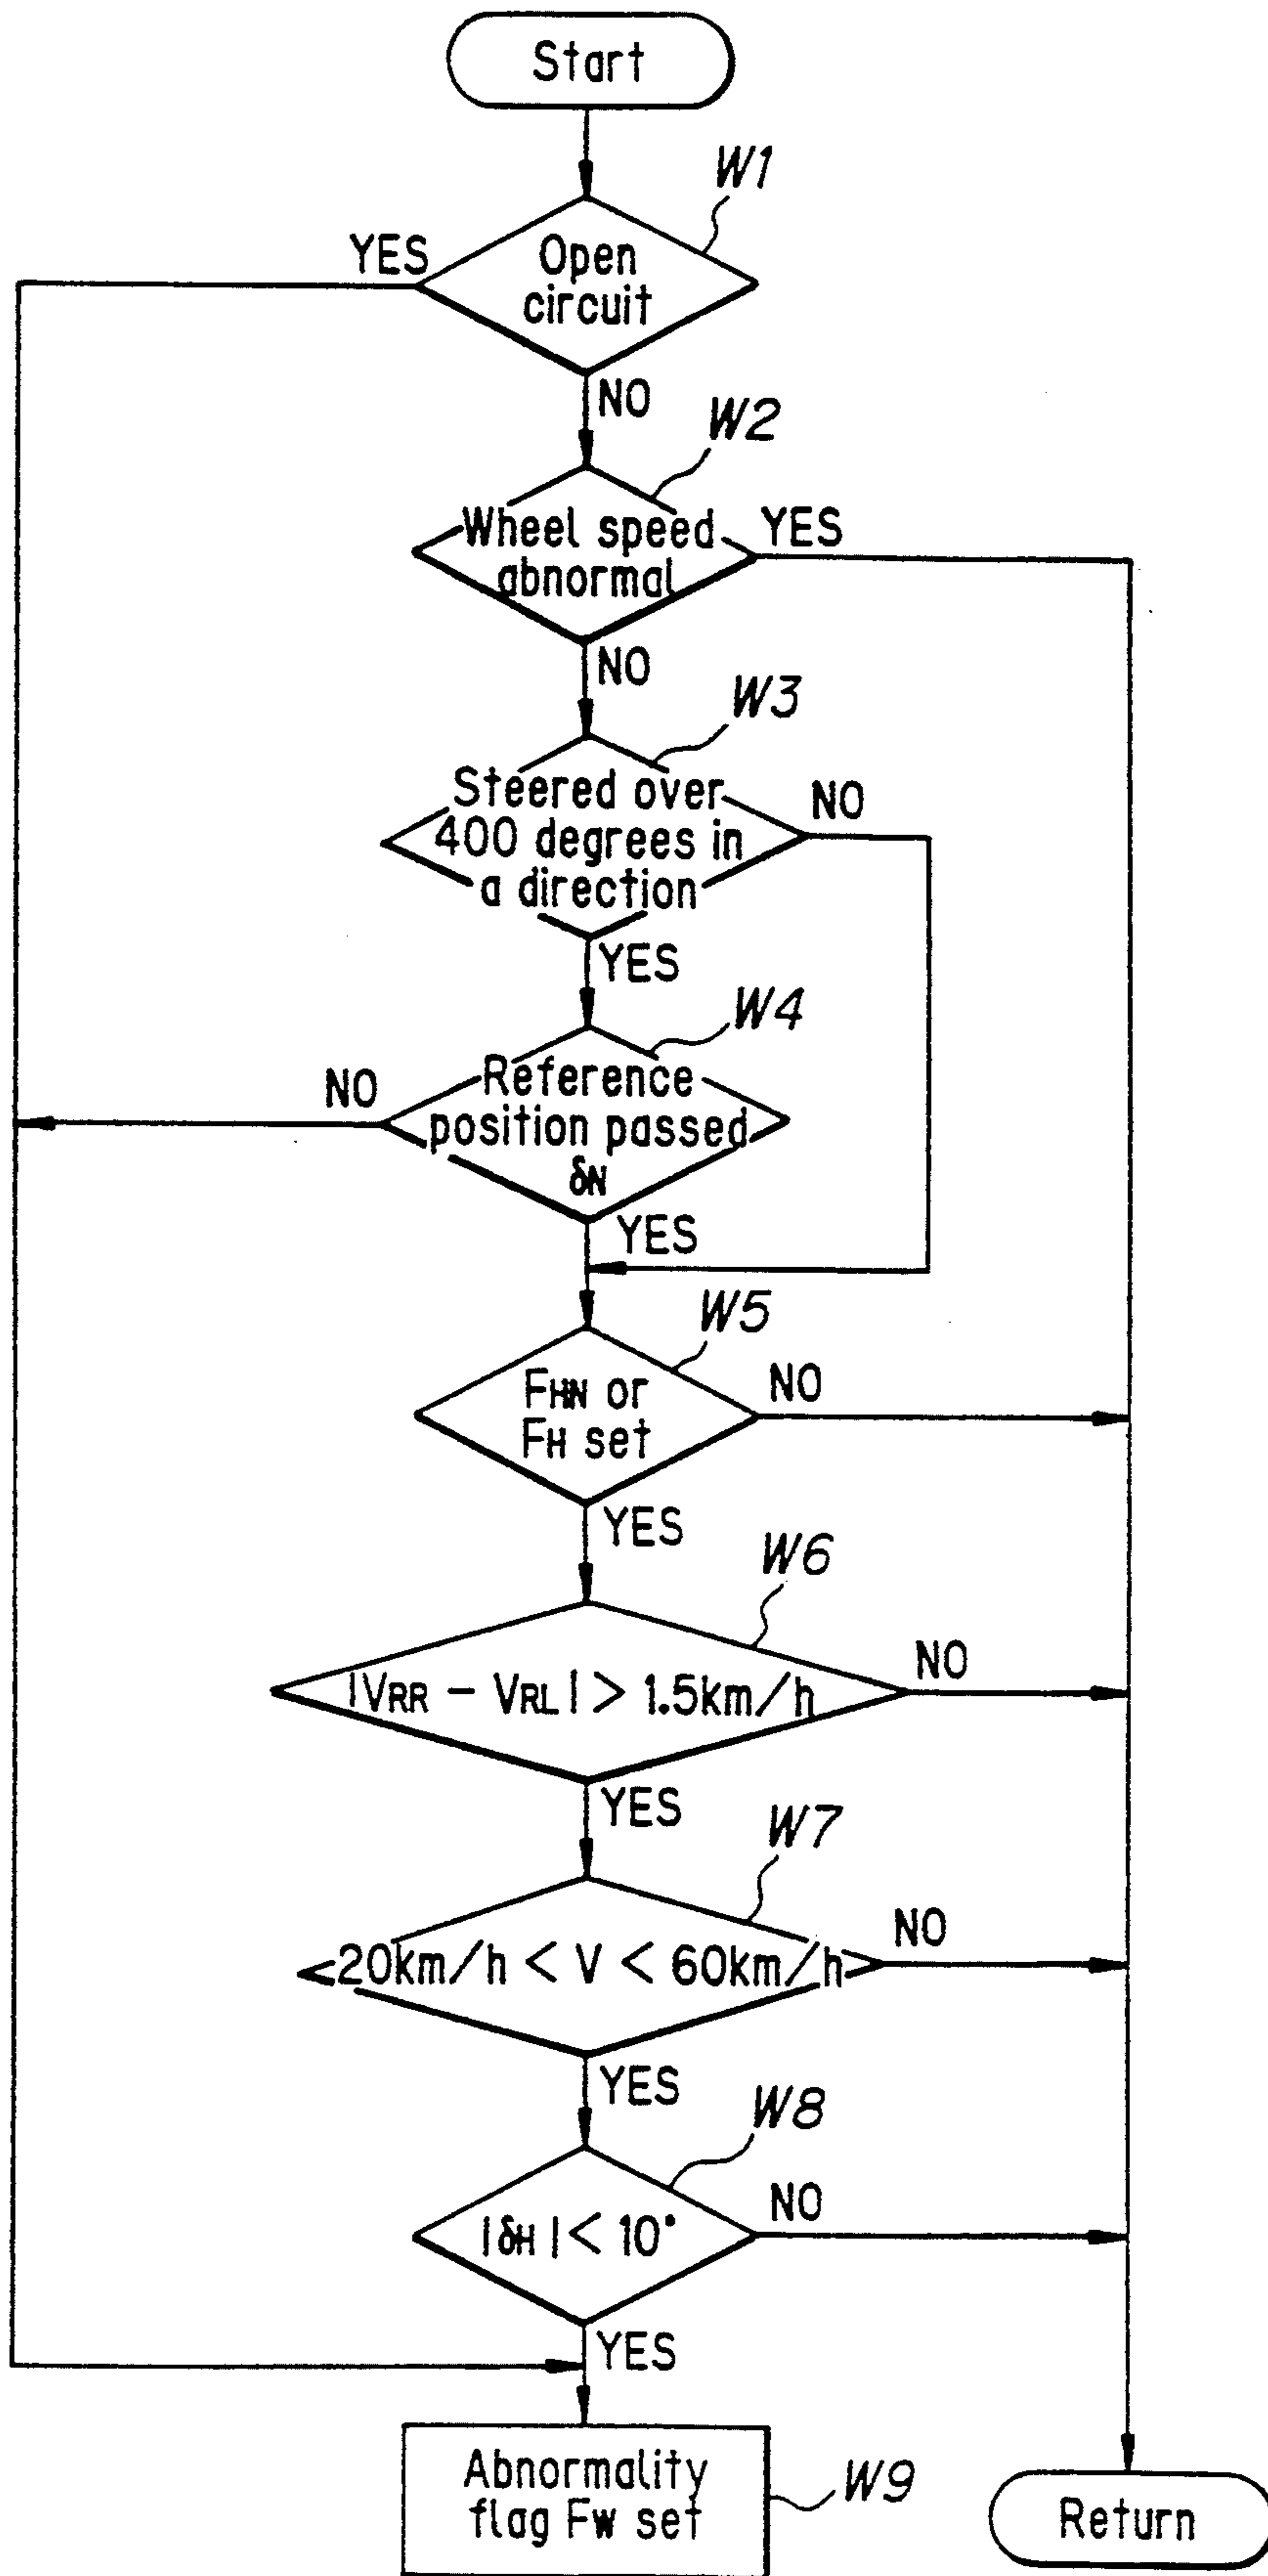 Start
W1
YES
Open
circuit
NO
W2
Wheel speed
abnormal
YES
NO
W3
Steered over
400 degrees in
a direction
NO
YES
W4
Reference
position passed
δN
NO
YES
W5
FHN or
FH set
NO
YES
W6
|VRR - VRL| > 1.5km/h
NO
YES
W7
20km/h < V < 60km/h
NO
YES
W8
|δH| < 10°
NO
YES
Abnormality
flag FW set
W9
Return